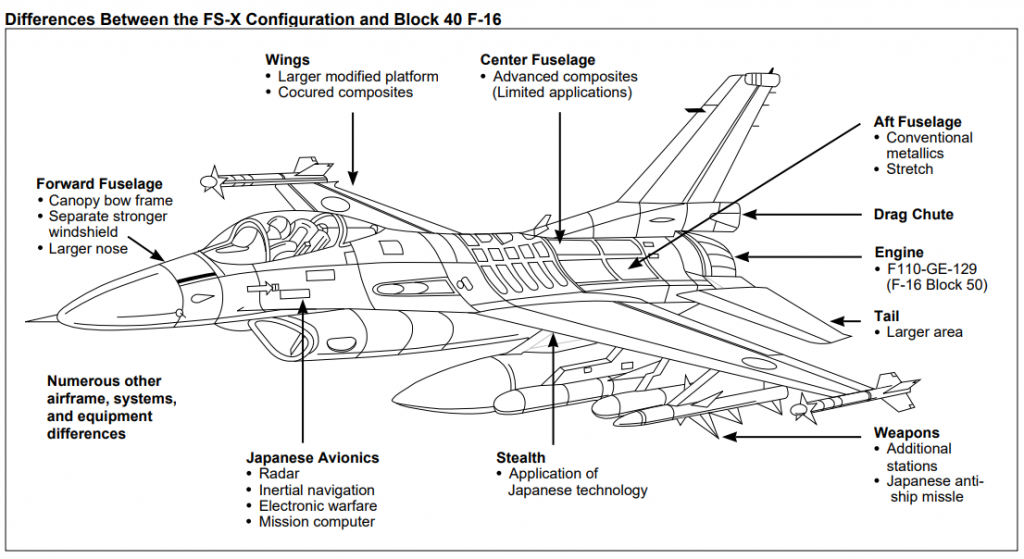 Differences Between the FS-X Configuration and Block 40 F-16
Wings
• Larger modified platform
• Cocured composites
Center Fuselage
• Advanced composites
(Limited applications)
Aft Fuselage
• Conventional
metallics
• Stretch
Forward Fuselage
• Canopy bow frame
• Separate stronger
windshield
• Larger nose
Drag Chute
Engine
• F110-GE-129
(F-16 Block 50)
Tail
• Larger area
Numerous other
airframe, systems,
and equipment
differences
Japanese Avionics
• Radar
• Inertial navigation
• Electronic warfare
• Mission computer
Stealth
• Application of
Japanese technology
Weapons
• Additional
stations
• Japanese anti-
ship missle